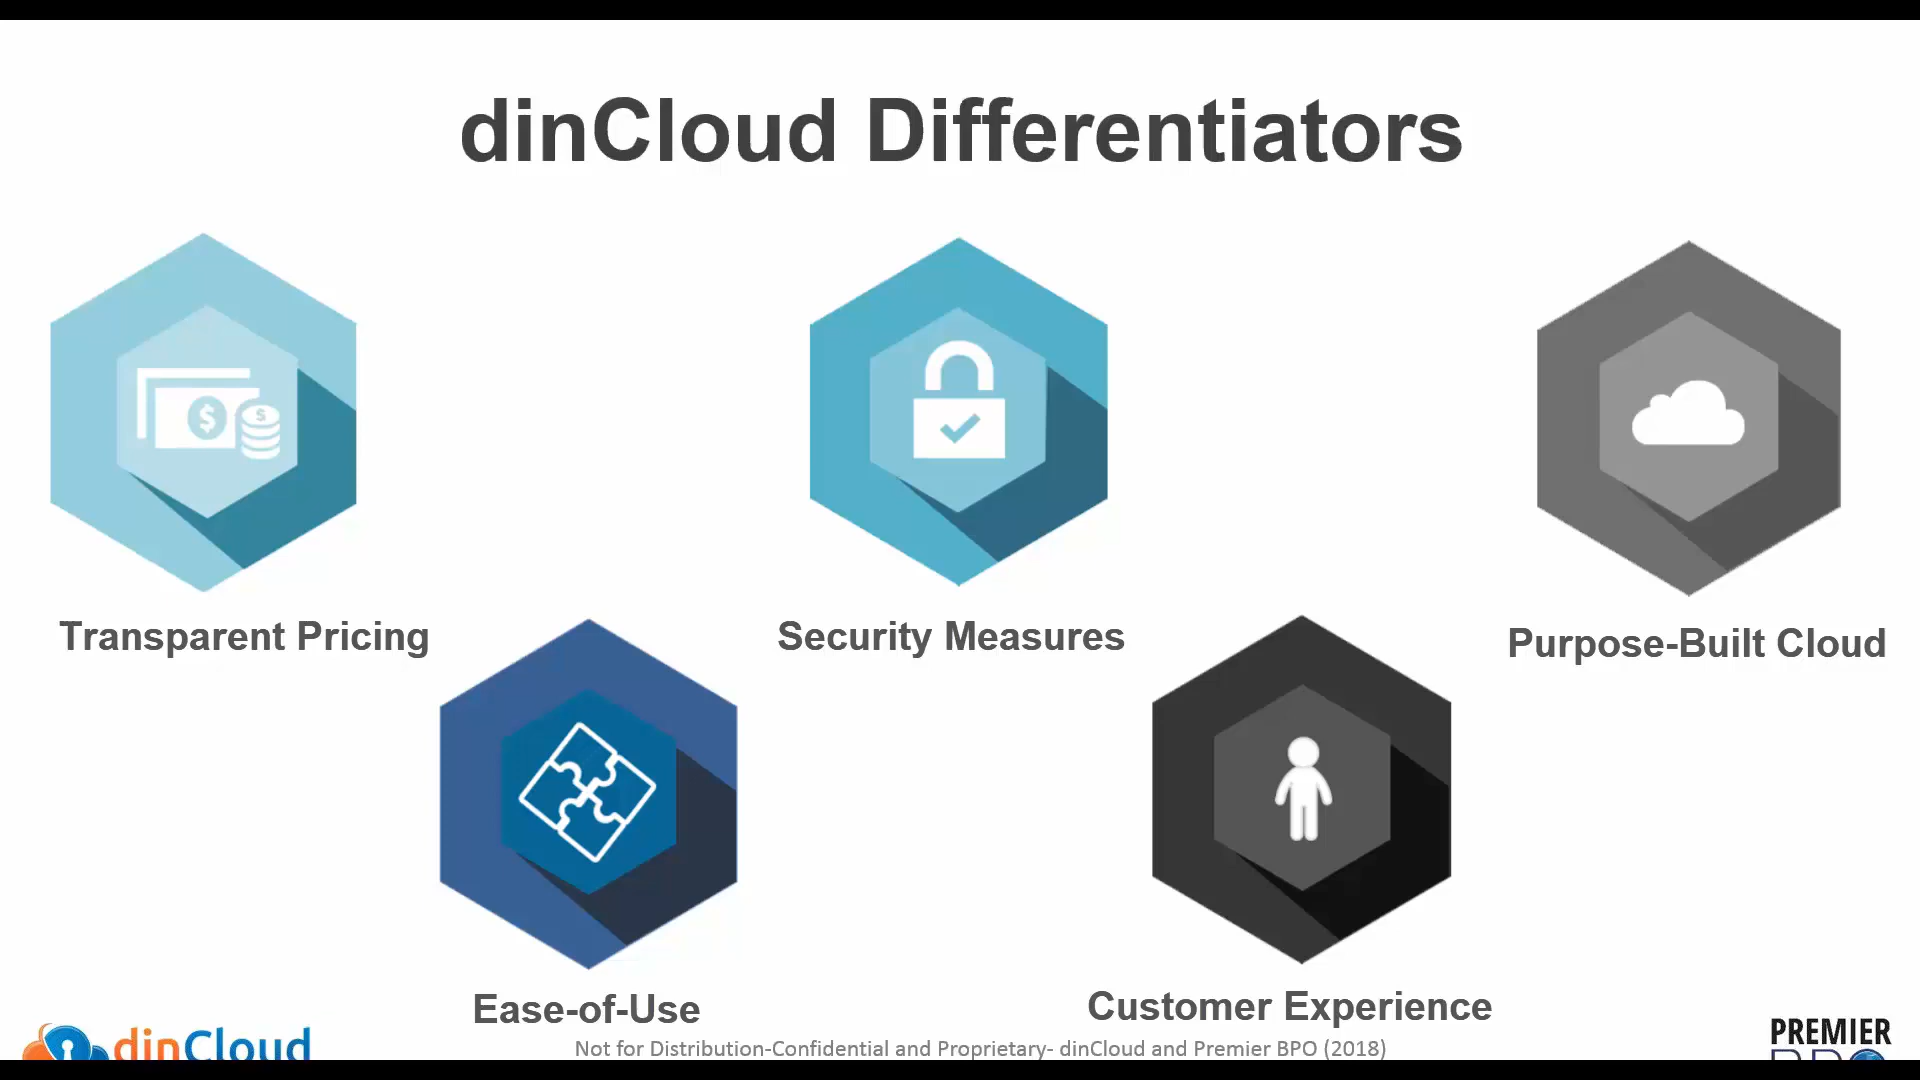 dinCloud Differentiators
$ $
Transparent Pricing
Security Measures
Purpose-Built Cloud
Ease-of-Use
Customer Experience
dinCloud
Not for Distribution-Confidential and Proprietary- dinCloud and Premier BPO (2018)
PREMIER
BPO